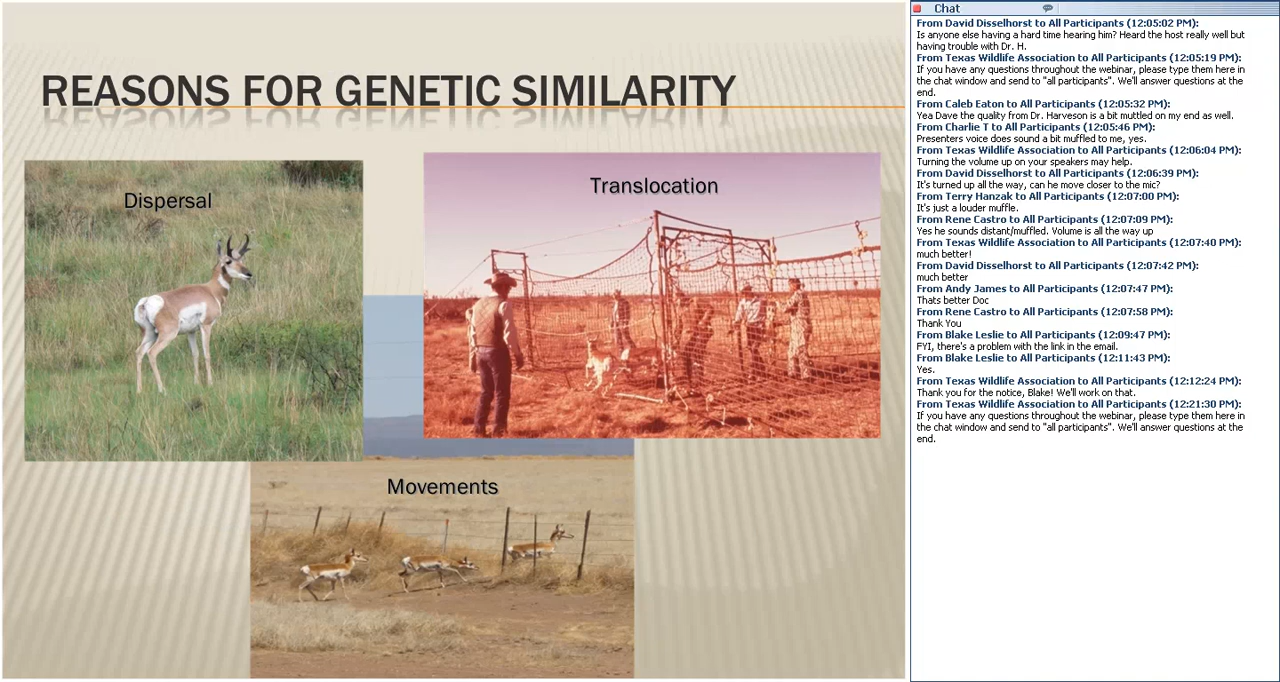 REASONS FOR GENETIC SIMILARITY
Dispersal
Translocation
Movements
Chat
From David Disselhorst to All Participants (12:05:02 PM):
Is anyone else having a hard time hearing him? Heard the host really well but
having trouble with Dr. H.
From Texas Wildlife Association to All Participants (12:05:19 PM):
If you have any questions throughout the webinar, please type them here in
the chat window and send to "all participants". We'll answer questions at the
end.
From Caleb Eaton to All Participants (12:05:32 PM):
Yea Dave the quality from Dr. Harveson is a bit muttled on my end as well.
From Charlie T to All Participants (12:05:46 PM):
Presenters voice does sound a bit muffled to me, yes.
From Texas Wildlife Association to All Participants (12:06:04 PM):
Turning the volume up on your speakers may help.
From David Disselhorst to All Participants (12:06:39 PM):
It's turned up all the way, can he move closer to the mic?
From Terry Hanzak to All Participants (12:07:00 PM):
It's just a louder muffle.
From Rene Castro to All Participants (12:07:09 PM):
Yes he sounds distant/muffled. Volume is all the way up
From Texas Wildlife Association to All Participants (12:07:40 PM):
much better!
From David Disselhorst to All Participants (12:07:42 PM):
much better
From Andy James to All Participants (12:07:47 PM):
Thats better Doc
From Rene Castro to All Participants (12:07:58 PM):
Thank You
From Blake Leslie to All Participants (12:09:47 PM):
FYI, there's a problem with the link in the email.
From Blake Leslie to All Participants (12:11:43 PM):
Yes.
From Texas Wildlife Association to All Participants (12:12:24 PM):
Thank you for the notice, Blake! We'll work on that.
From Texas Wildlife Association to All Participants (12:21:30 PM):
If you have any questions throughout the webinar, please type them here in
the chat window and send to "all participants". We'll answer questions at the
end.